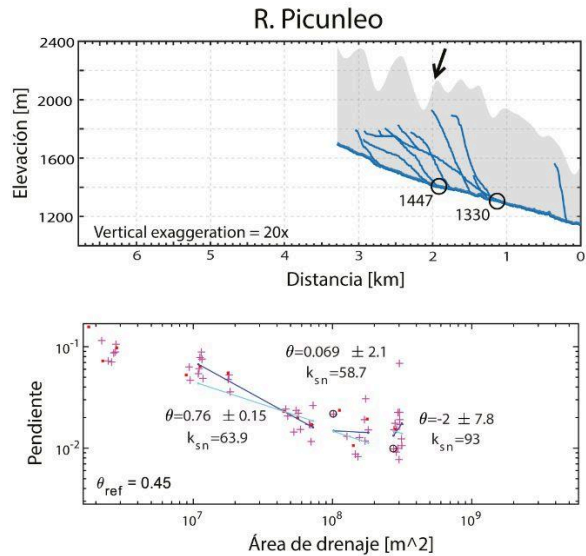 R. Picunleo
2400
2000
1600
1200
Elevación [m]
1447
1330
Vertical exaggeration = 20x
6 5 4 3 2 1 0
Distancia [km]
10^-1
10^-2
Pendiente
θ=0.069 ± 2.1
k_sn=58.7
θ=0.76 ± 0.15
k_sn=63.9
θ=-2 ± 7.8
k_sn=93
θ_ref = 0.45
10^7 10^8 10^9
Área de drenaje [m^2]